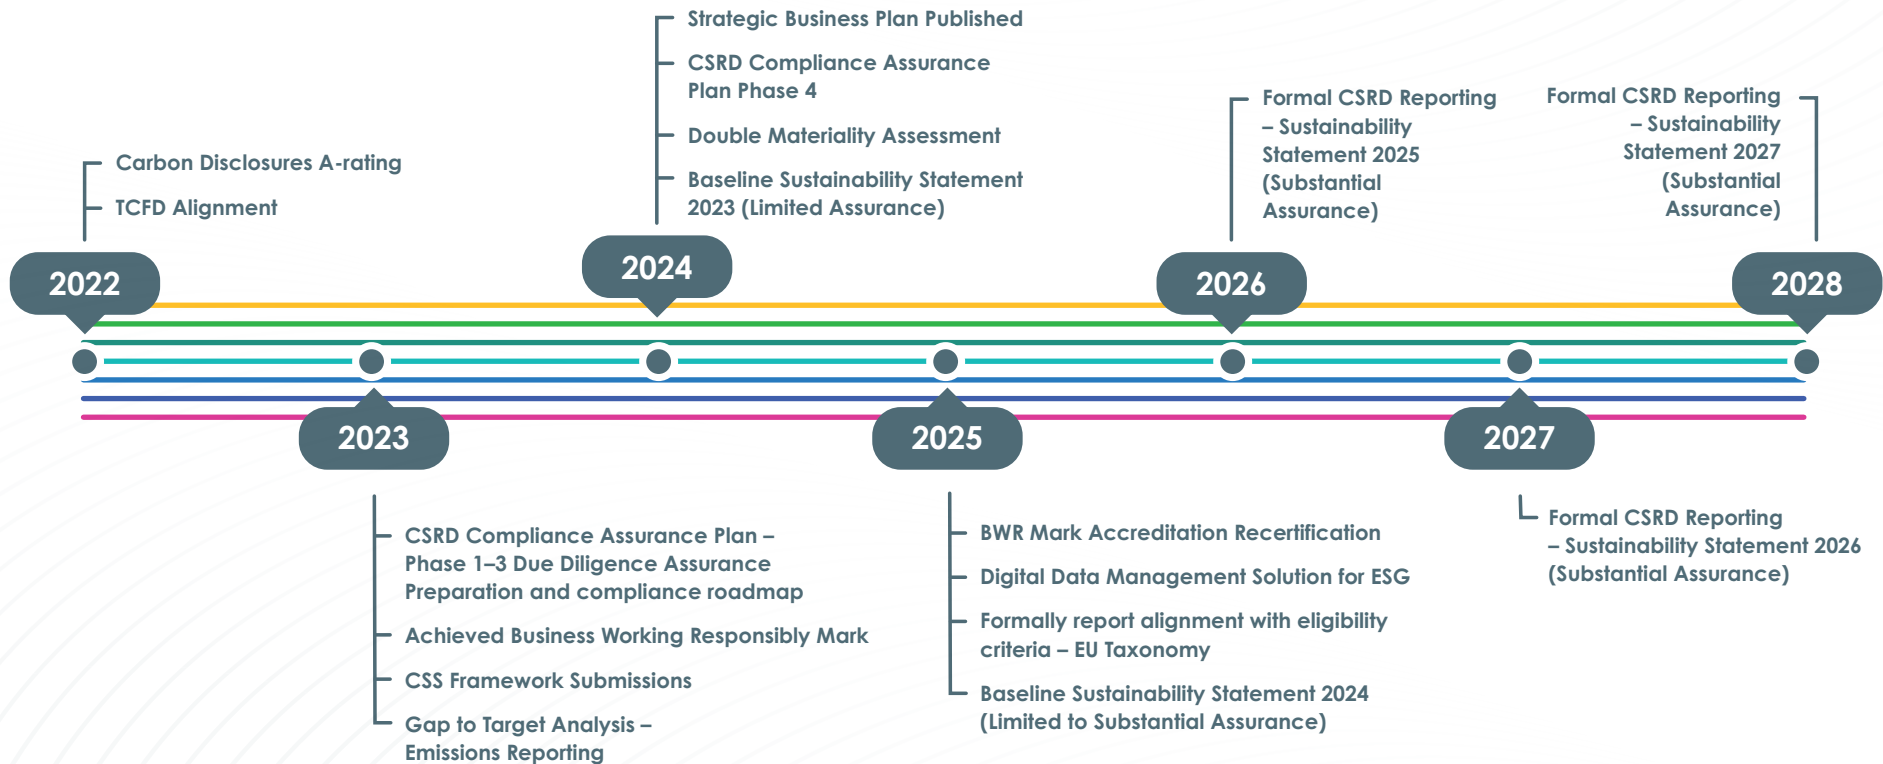 Strategic Business Plan Published
CSRD Compliance Assurance
Plan Phase 4
Double Materiality Assessment
Baseline Sustainability Statement
2023 (Limited Assurance)
Carbon Disclosures A-rating
TCFD Alignment
Formal CSRD Reporting
– Sustainability
Statement 2025
(Substantial
Assurance)
Formal CSRD Reporting
– Sustainability
Statement 2027
(Substantial
Assurance)
2022
2024
2026
2028
2023
2025
2027
CSRD Compliance Assurance Plan –
Phase 1–3 Due Diligence Assurance
Preparation and compliance roadmap
Achieved Business Working Responsibly Mark
CSS Framework Submissions
Gap to Target Analysis –
Emissions Reporting
BWR Mark Accreditation Recertification
Digital Data Management Solution for ESG
Formally report alignment with eligibility
criteria – EU Taxonomy
Baseline Sustainability Statement 2024
(Limited to Substantial Assurance)
Formal CSRD Reporting
– Sustainability Statement 2026
(Substantial Assurance)